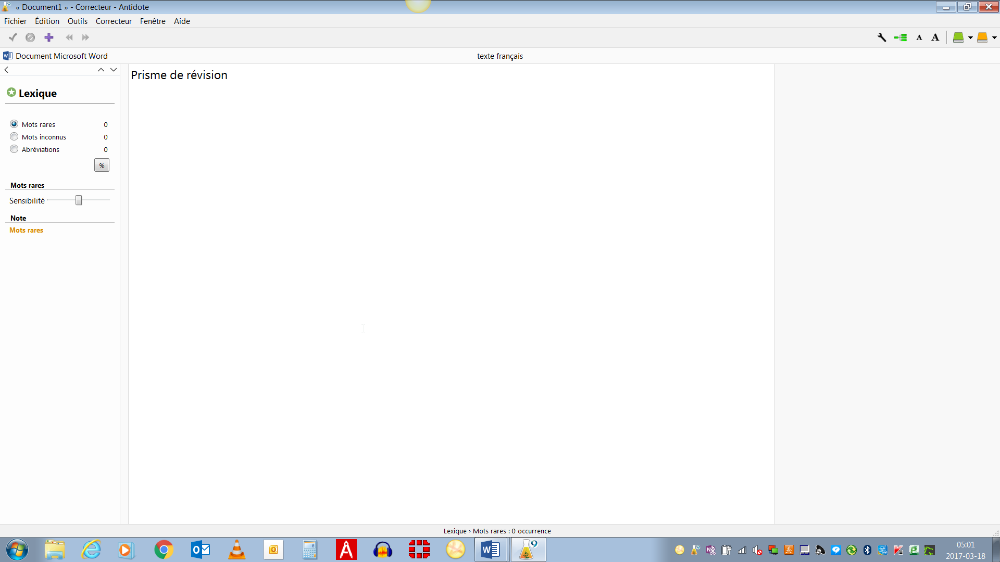 « Document1 » - Correcteur - Antidote
Fichier Édition Outils Correcteur Fenêtre Aide
A A
Document Microsoft Word
texte français
Prisme de révision
Lexique
Mots rares 0
Mots inconnus 0
Abréviations 0
%
Mots rares
Sensibilité
Note
Mots rares
Lexique › Mots rares : 0 occurrence
05:01
2017-03-18